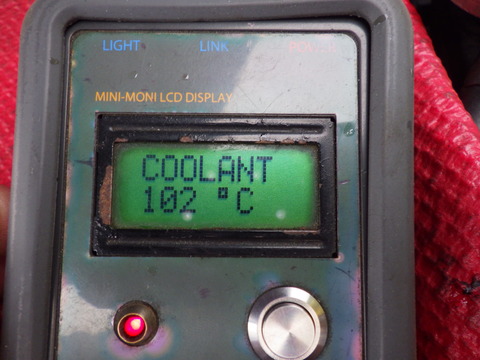 LIGHT LINK
MINI-MONI LCD DISPLAY
COOLANT
102 °C